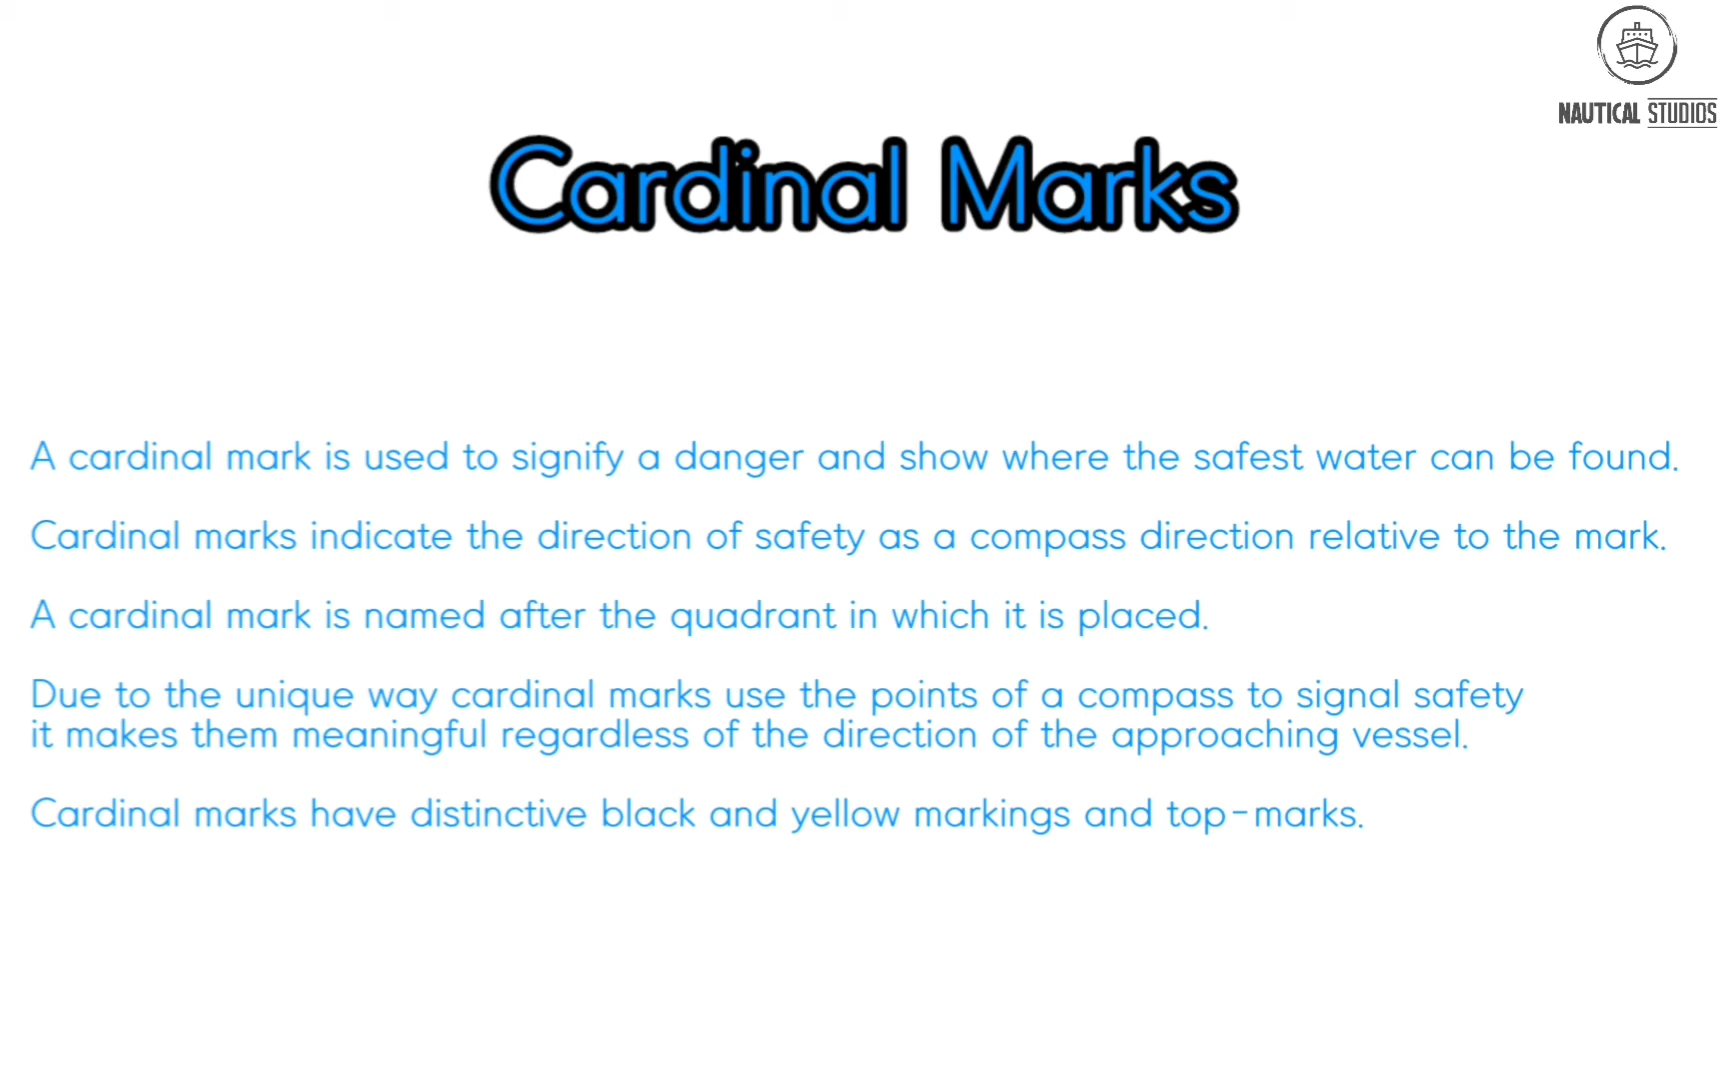 NAUTICAL STUDIOS
Cardinal Marks
A cardinal mark is used to signify a danger and show where the safest water can be found.
Cardinal marks indicate the direction of safety as a compass direction relative to the mark.
A cardinal mark is named after the quadrant in which it is placed.
Due to the unique way cardinal marks use the points of a compass to signal safety
it makes them meaningful regardless of the direction of the approaching vessel.
Cardinal marks have distinctive black and yellow markings and top-marks.